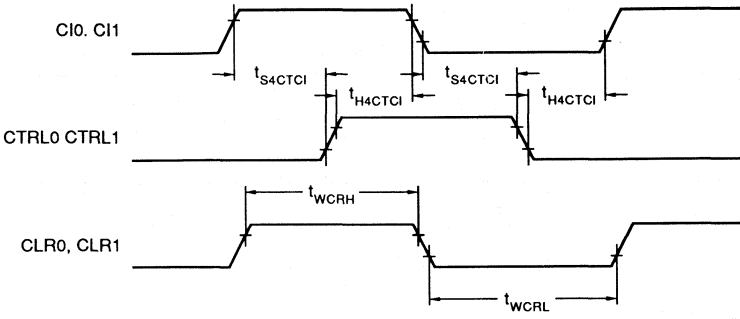 CI0. CI1
tS4CTCI
tS4CTCI
tH4CTCI
tH4CTCI
CTRL0 CTRL1
tWCRH
CLR0, CLR1
tWCRL